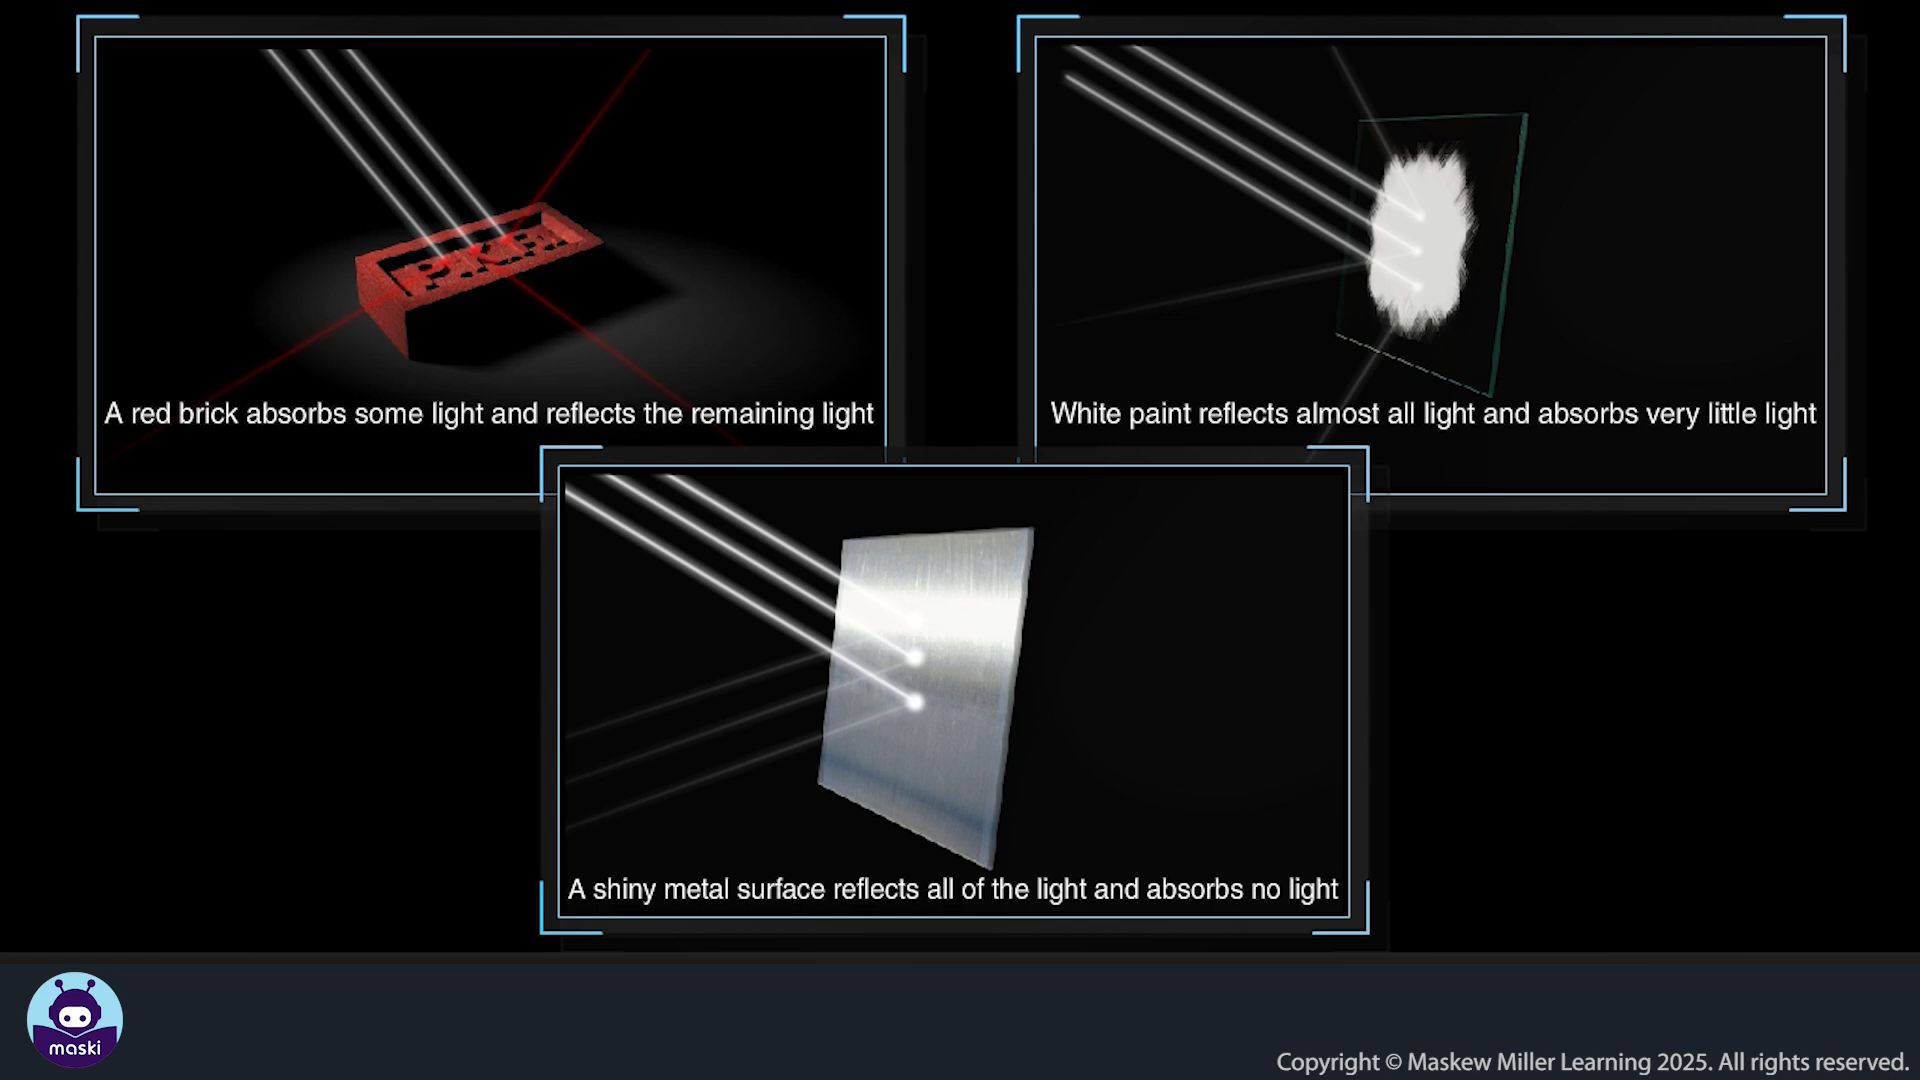 A red brick absorbs some light and reflects the remaining light
White paint reflects almost all light and absorbs very little light
A shiny metal surface reflects all of the light and absorbs no light
maski
Copyright © Maskew Miller Learning 2025. All rights reserved.